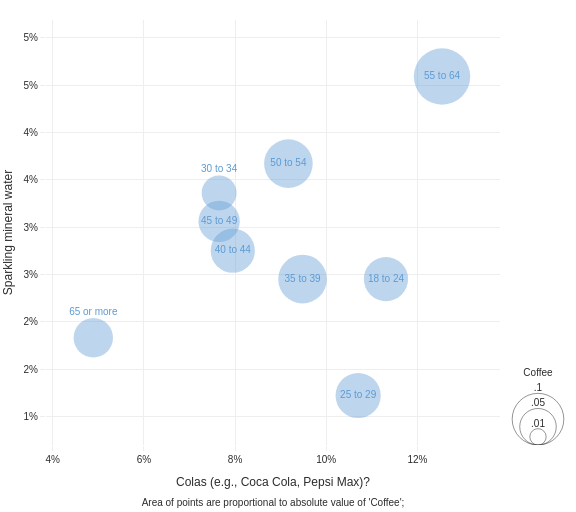 5%
5%
55 to 64
4%
50 to 54
30 to 34
4%
45 to 49
3%
40 to 44
3%
35 to 39
18 to 24
65 or more
2%
2%
25 to 29
1%
Sparkling mineral water
4%
6%
8%
10%
12%
Colas (e.g., Coca Cola, Pepsi Max)?
Area of points are proportional to absolute value of 'Coffee';
Coffee
.1
.05
.01